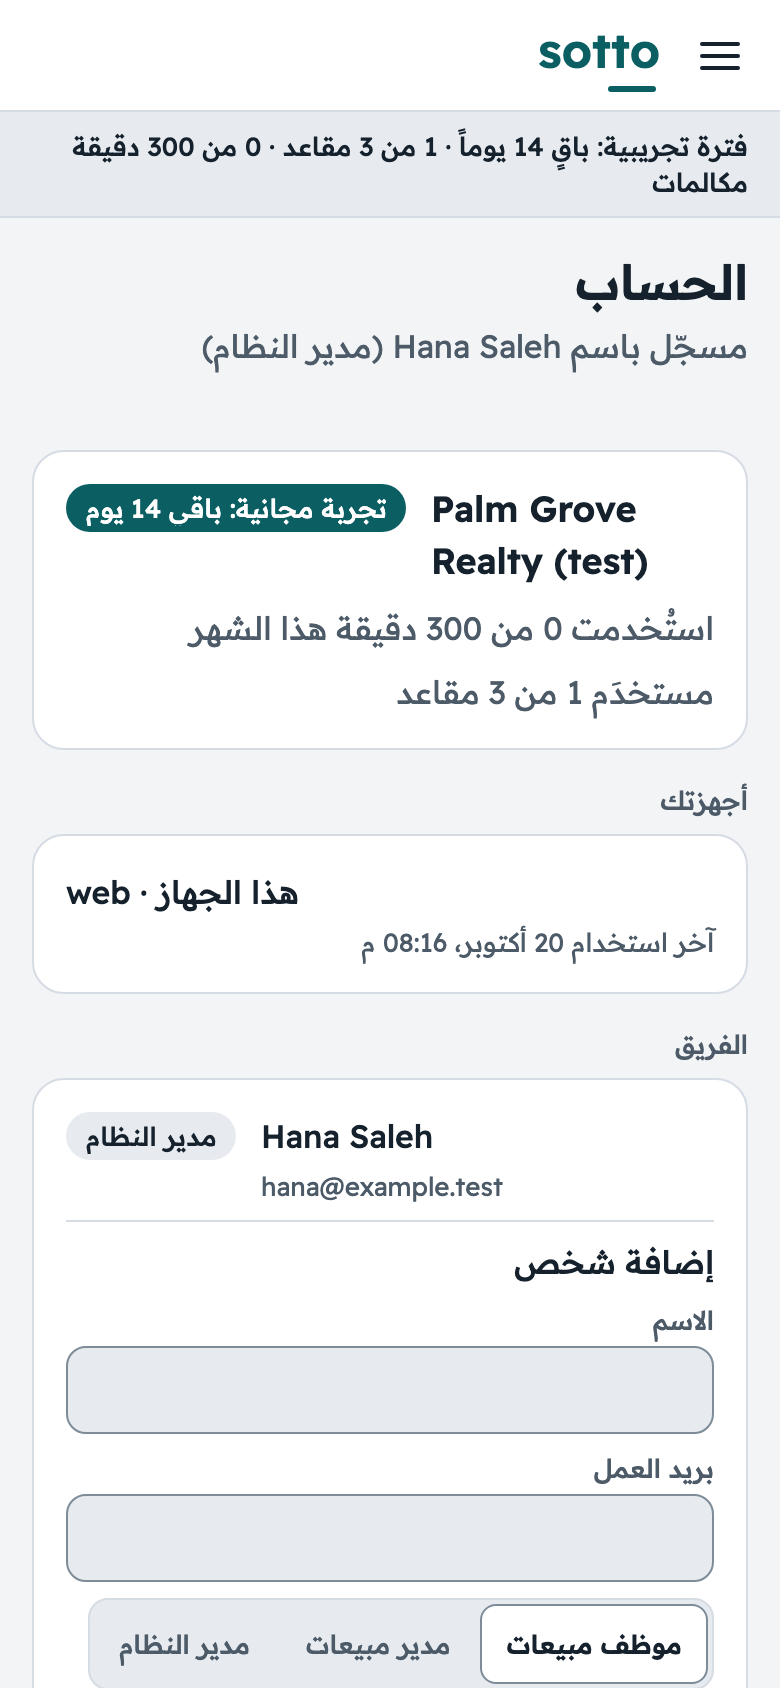 sotto
فترة تجريبية: باقٍ 14 يوماً · 1 من 3 مقاعد · 0 من 300 دقيقة
مكالمات
الحساب
مسجّل باسم Hana Saleh (مدير النظام)
Palm Grove
Realty (test)
تجربة مجانية: باقي 14 يوم
استُخدمت 0 من 300 دقيقة هذا الشهر
مستخدَم 1 من 3 مقاعد
أجهزتك
هذا الجهاز · web
آخر استخدام 20 أكتوبر، 08:16 م
الفريق
Hana Saleh
مدير النظام
hana@example.test
إضافة شخص
الاسم
بريد العمل
موظف مبيعات
مدير مبيعات
مدير النظام